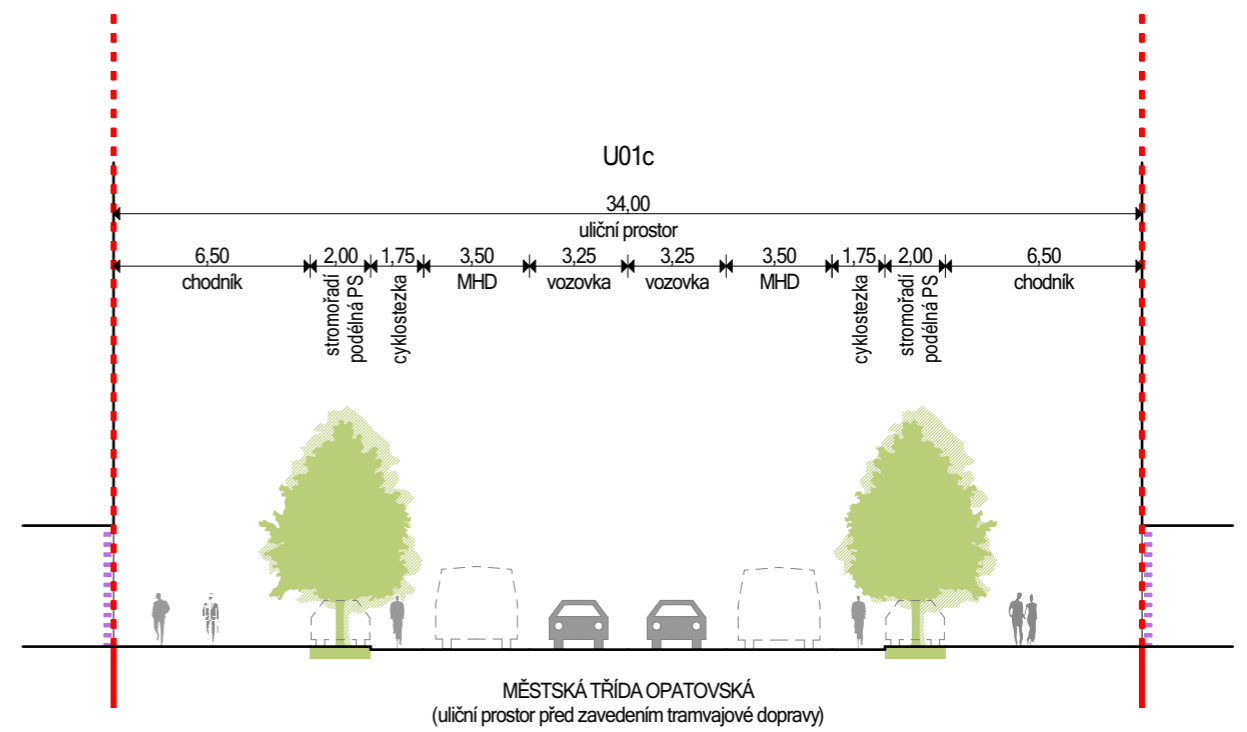 U01c
34,00
uliční prostor
6,50 2,00 1,75 3,50 3,25 3,25 3,50 1,75 2,00 6,50
chodník MHD vozovka vozovka MHD chodník
stromořadí
podélná PS
cyklostezka
cyklostezka
stromořadí
podélná PS
MĚSTSKÁ TŘÍDA OPATOVSKÁ
(uliční prostor před zavedením tramvajové dopravy)